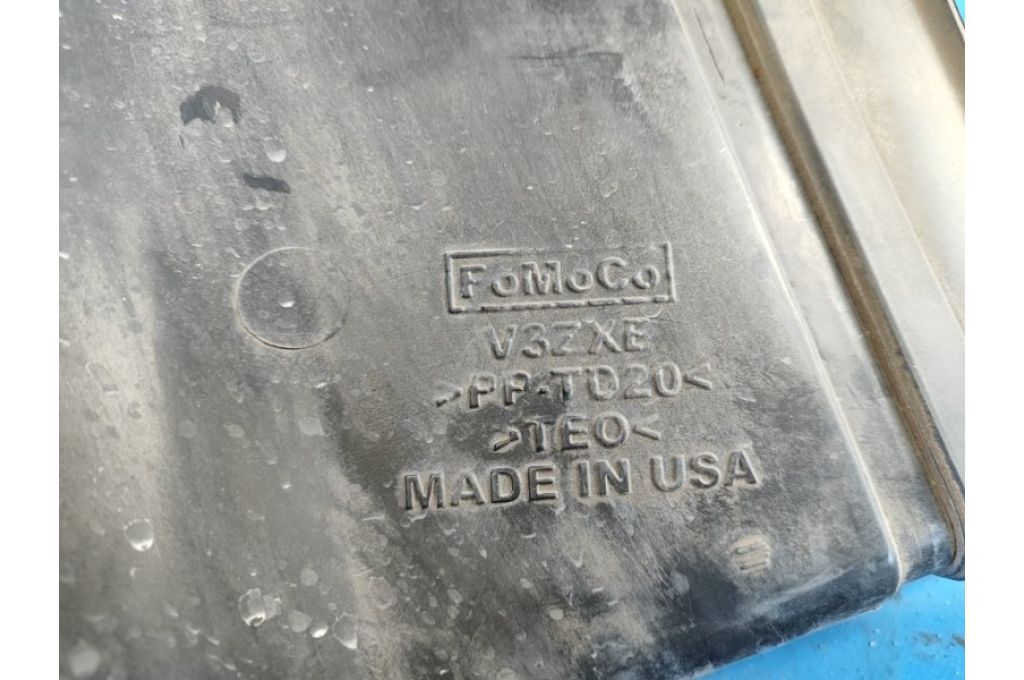 FoMoCo
V3ZXE
>PP-TD20<
>TEO<
MADE IN USA